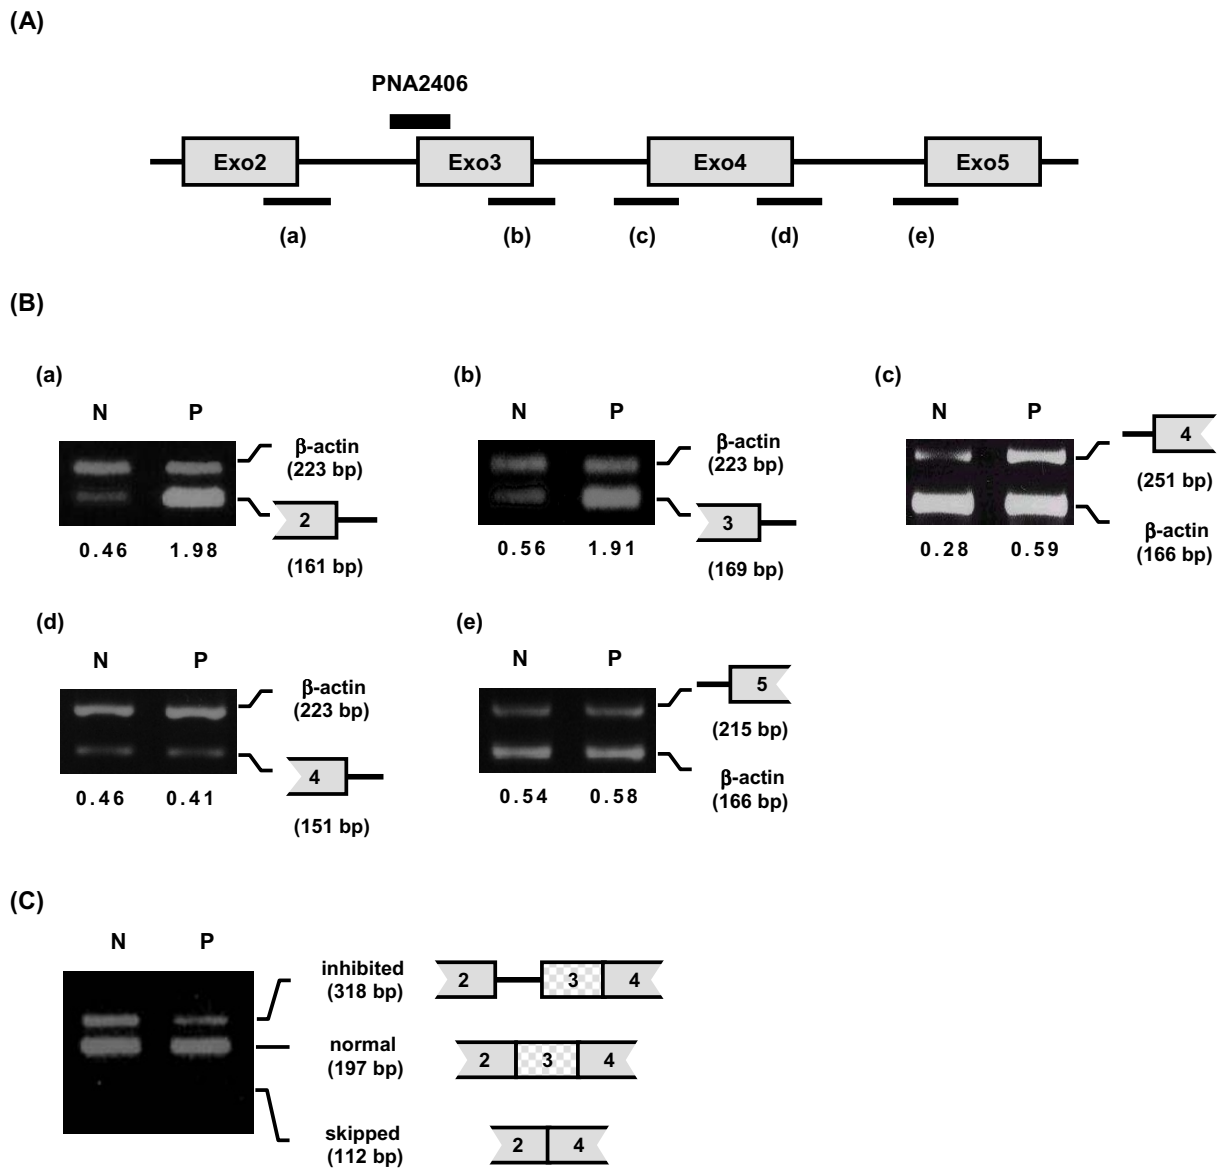 (A)
PNA2406
Exo2
Exo3
Exo4
Exo5
(a)
(b)
(c)
(d)
(e)
(B)
(a)
N
P
β-actin
(223 bp)
2
(161 bp)
0.46
1.98
(b)
N
P
β-actin
(223 bp)
3
(169 bp)
0.56
1.91
(c)
N
P
4
(251 bp)
β-actin
(166 bp)
0.28
0.59
(d)
N
P
β-actin
(223 bp)
4
(151 bp)
0.46
0.41
(e)
N
P
5
(215 bp)
β-actin
(166 bp)
0.54
0.58
(C)
N
P
inhibited
(318 bp)
2
3
4
normal
(197 bp)
2
3
4
skipped
(112 bp)
2
4